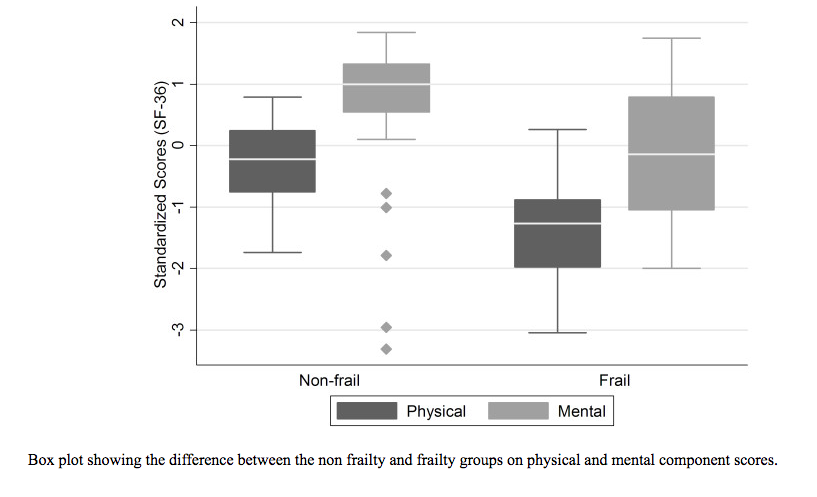 Standardized Scores (SF-36)
2
1
0
-1
-2
-3
Non-frail Frail
Physical Mental
Box plot showing the difference between the non frailty and frailty groups on physical and mental component scores.